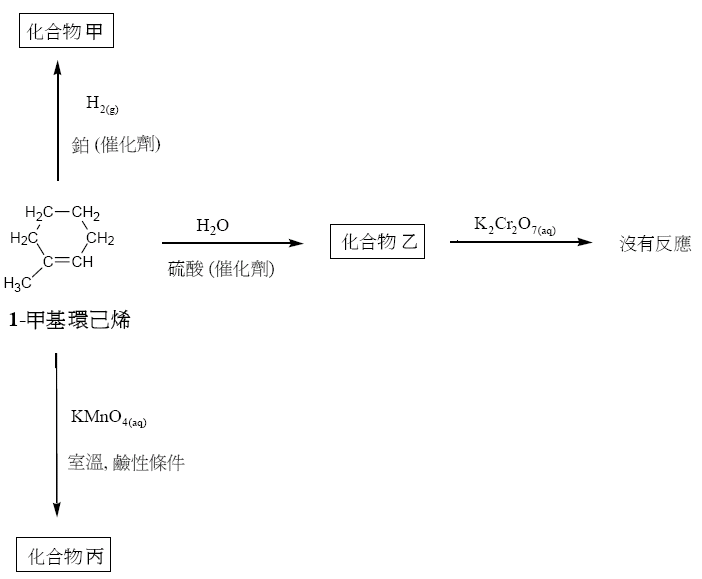 化合物 甲
H2(g)
鉑 (催化劑)
H2C CH2
H2C CH2
C CH
H3C
1-甲基環己烯
H2O
硫酸 (催化劑)
化合物 乙
K2Cr2O7(aq)
沒有反應
KMnO4(aq)
室溫, 鹼性條件
化合物 丙